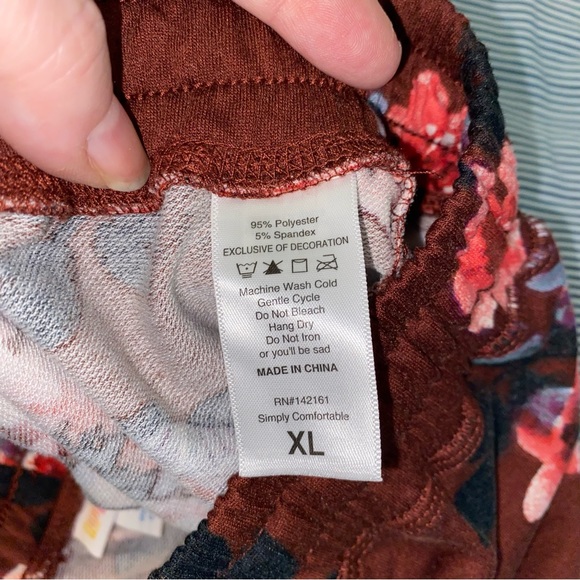 95% Polyester
5% Spandex
EXCLUSIVE OF DECORATION
Machine Wash Cold
Gentle Cycle
Do Not Bleach
Hang Dry
Do Not Iron
or you'll be sad
MADE IN CHINA
RN#142161
Simply Comfortable
XL